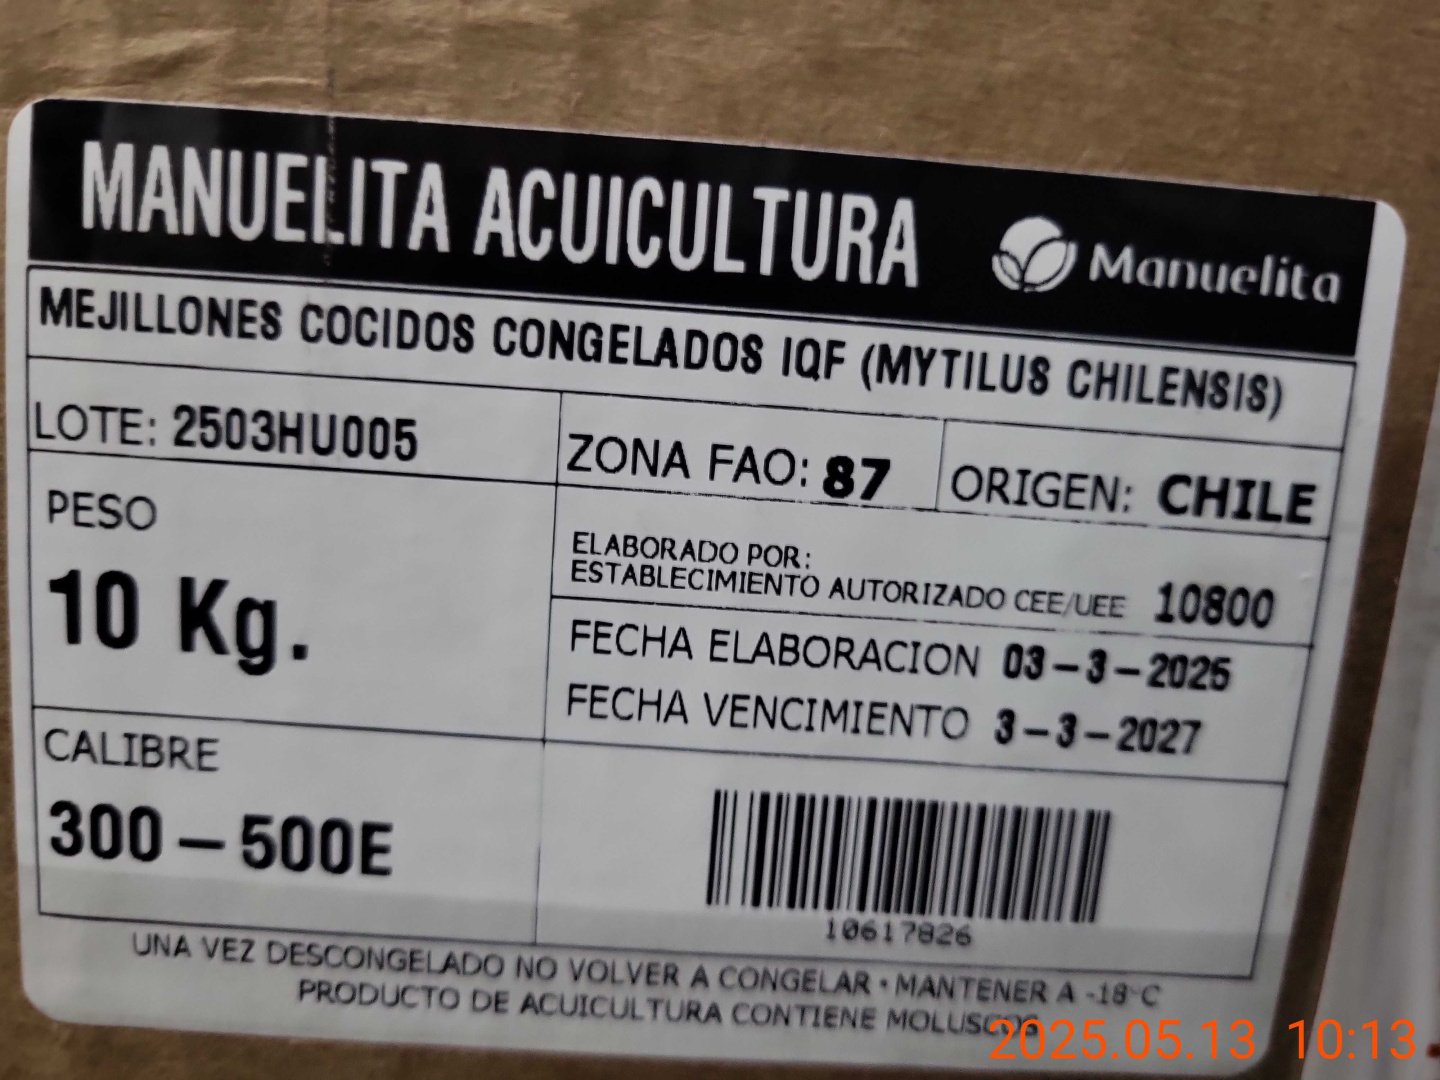 MANUELITA ACUICULTURA
Manuelita
MEJILLONES COCIDOS CONGELADOS IQF (MYTILUS CHILENSIS)
LOTE: 2503HU005
ZONA FAO: 87
ORIGEN: CHILE
PESO
10 Kg.
ELABORADO POR:
ESTABLECIMIENTO AUTORIZADO CEE/UEE 10800
FECHA ELABORACION 03-3-2025
FECHA VENCIMIENTO 3-3-2027
CALIBRE
300-500E
10617826
UNA VEZ DESCONGELADO NO VOLVER A CONGELAR • MANTENER A -18°C
PRODUCTO DE ACUICULTURA CONTIENE MOLUSCOS
2025.05.13 10:13